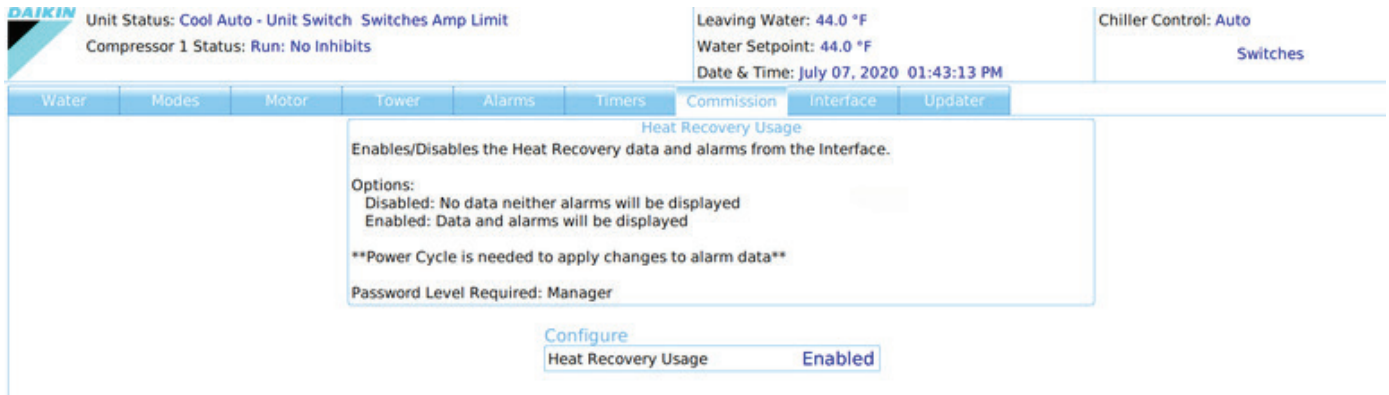 DAIKIN
Unit Status: Cool Auto - Unit Switch Switches Amp Limit
Compressor 1 Status: Run: No Inhibits
Leaving Water: 44.0 °F
Water Setpoint: 44.0 °F
Date & Time: July 07, 2020 01:43:13 PM
Chiller Control: Auto
Switches
Water Modes Motor Tower Alarms Timers Commission Interface Updater
Heat Recovery Usage
Enables/Disables the Heat Recovery data and alarms from the Interface.
Options:
Disabled: No data neither alarms will be displayed
Enabled: Data and alarms will be displayed
**Power Cycle is needed to apply changes to alarm data**
Password Level Required: Manager
Configure
Heat Recovery Usage Enabled